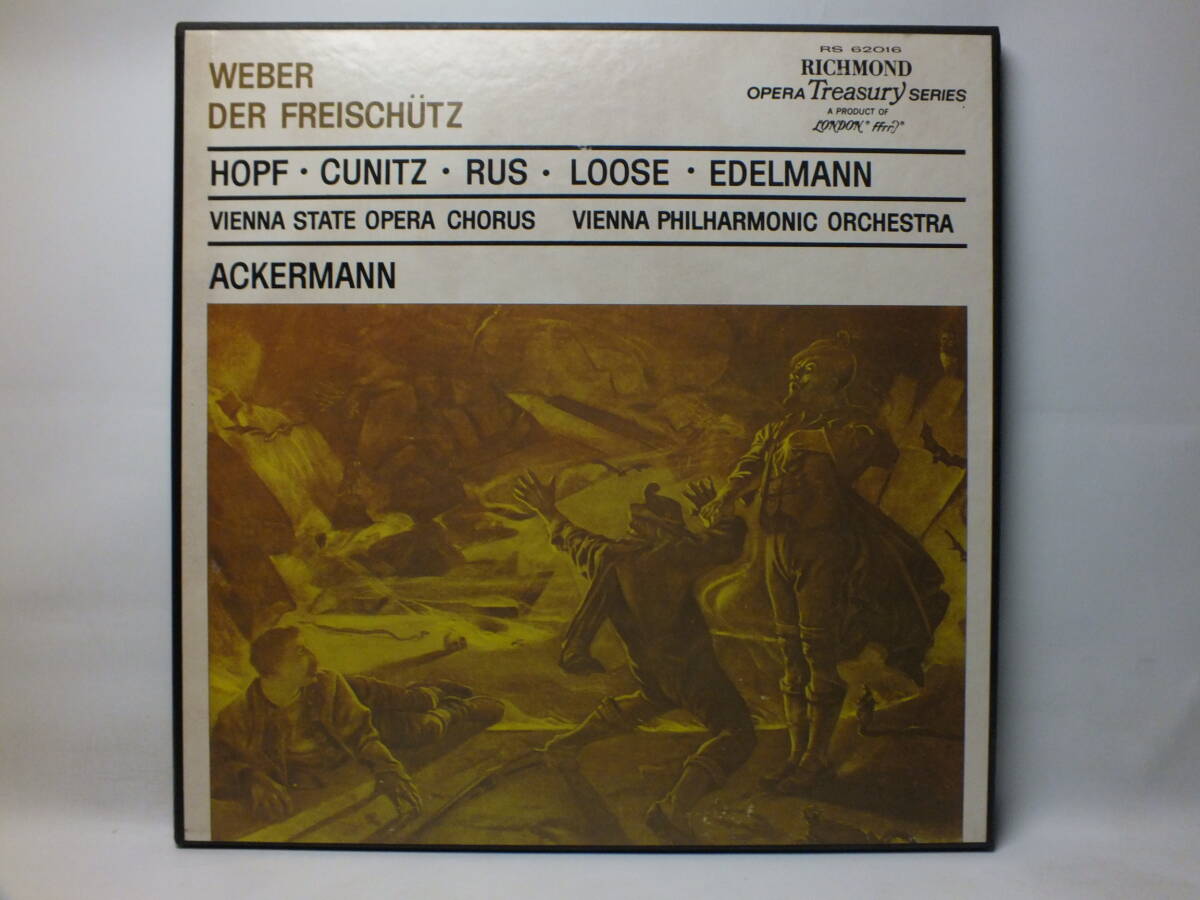 WEBER
DER FREISCHÜTZ
RS 62016
RICHMOND
OPERA Treasury SERIES
A PRODUCT OF
LONDON ffrr
HOPF · CUNITZ · RUS · LOOSE · EDELMANN
VIENNA STATE OPERA CHORUS VIENNA PHILHARMONIC ORCHESTRA
ACKERMANN